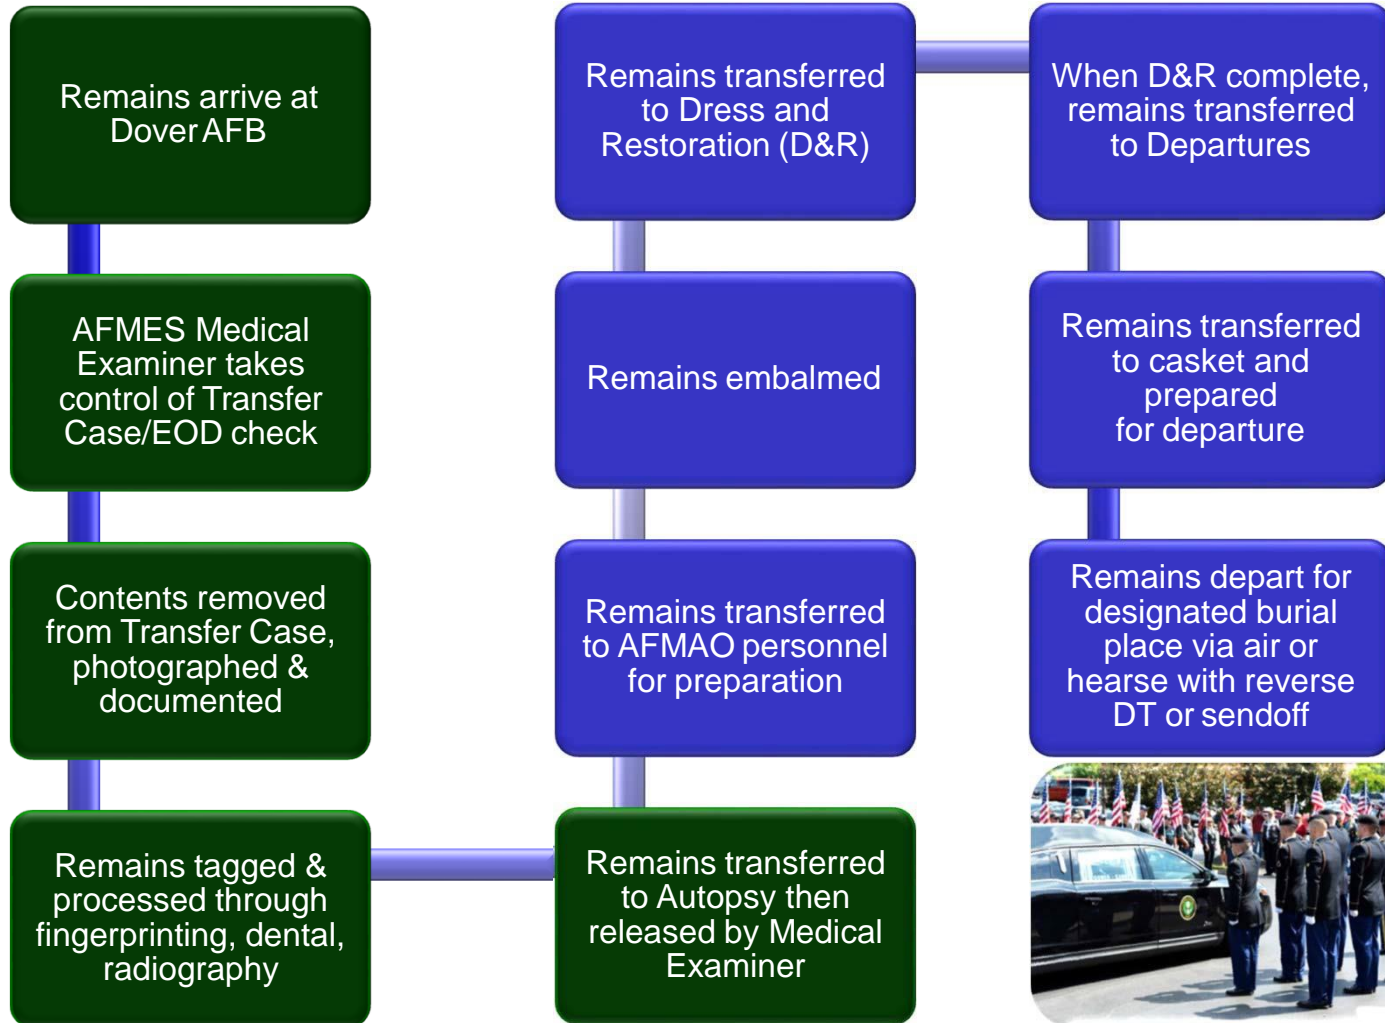 Remains arrive at
Dover AFB
AFMES Medical
Examiner takes
control of Transfer
Case/EOD check
Contents removed
from Transfer Case,
photographed &
documented
Remains tagged &
processed through
fingerprinting, dental,
radiography
Remains transferred
to Autopsy then
released by Medical
Examiner
Remains transferred
to AFMAO personnel
for preparation
Remains embalmed
Remains transferred
to Dress and
Restoration (D&R)
When D&R complete,
remains transferred
to Departures
Remains transferred
to casket and
prepared
for departure
Remains depart for
designated burial
place via air or
hearse with reverse
DT or sendoff